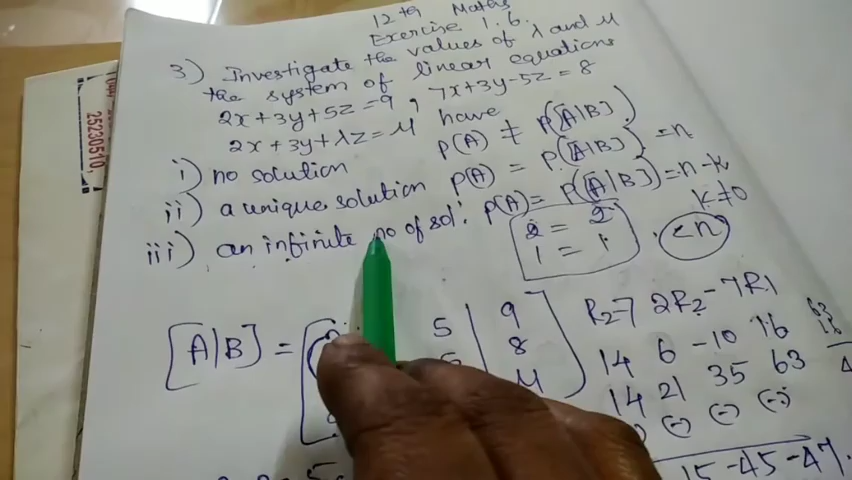 12th Maths
Exercise 1.6.
3) Investigate the values of λ and μ
the system of linear equations
2x+3y+5z=9, 7x+3y-5z=8
2x+3y+λz=μ have
i) no solution ρ(A) ≠ ρ([A|B])
ii) a unique solution ρ(A) = ρ([A|B]) = n
iii) an infinite no of sol'. ρ(A) = ρ([A|B]) = n-k
k≠0
2 = 2
1 = 1 . <n
[A|B] = 5 | 9 R2→ 2R2-7R1
8 14 6 -10 16
μ 14 21 35 63
(-) (-) (-)
15 -45 -47.
25230510,